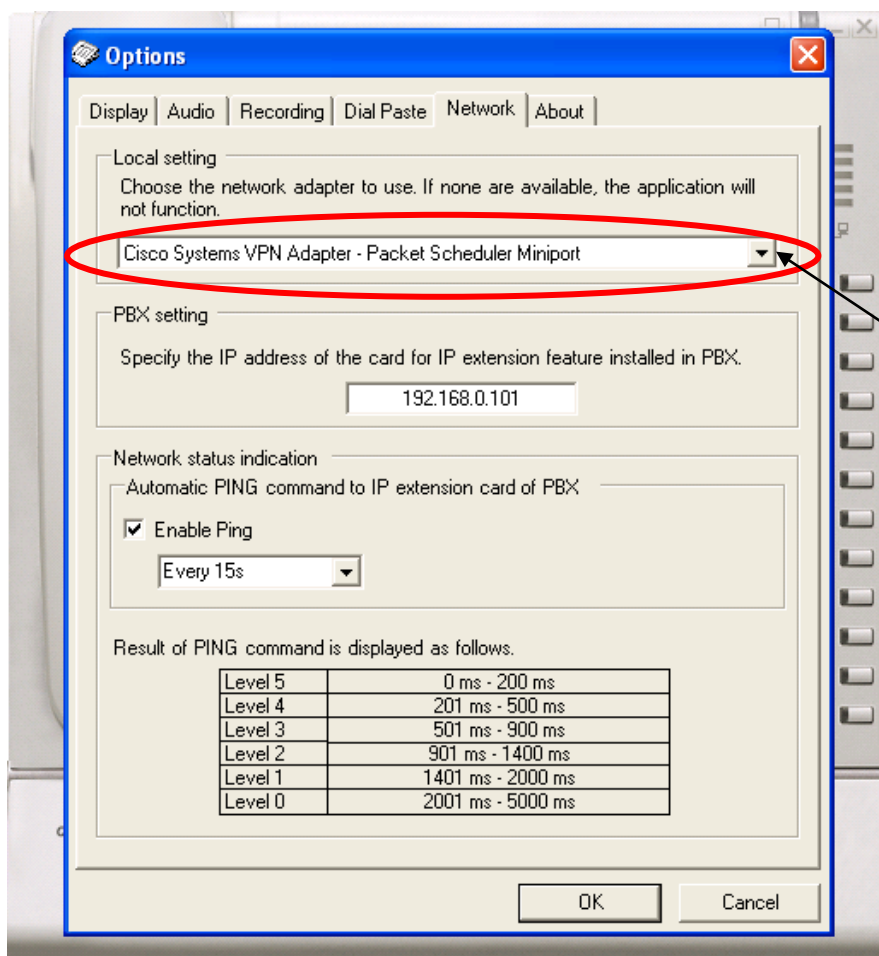 Options
Display Audio Recording Dial Paste Network About
Local setting
Choose the network adapter to use. If none are available, the application will
not function.
Cisco Systems VPN Adapter - Packet Scheduler Miniport
PBX setting
Specify the IP address of the card for IP extension feature installed in PBX.
192.168.0.101
Network status indication
Automatic PING command to IP extension card of PBX
Enable Ping
Every 15s
Result of PING command is displayed as follows.
Level 5 0 ms - 200 ms
Level 4 201 ms - 500 ms
Level 3 501 ms - 900 ms
Level 2 901 ms - 1400 ms
Level 1 1401 ms - 2000 ms
Level 0 2001 ms - 5000 ms
OK Cancel